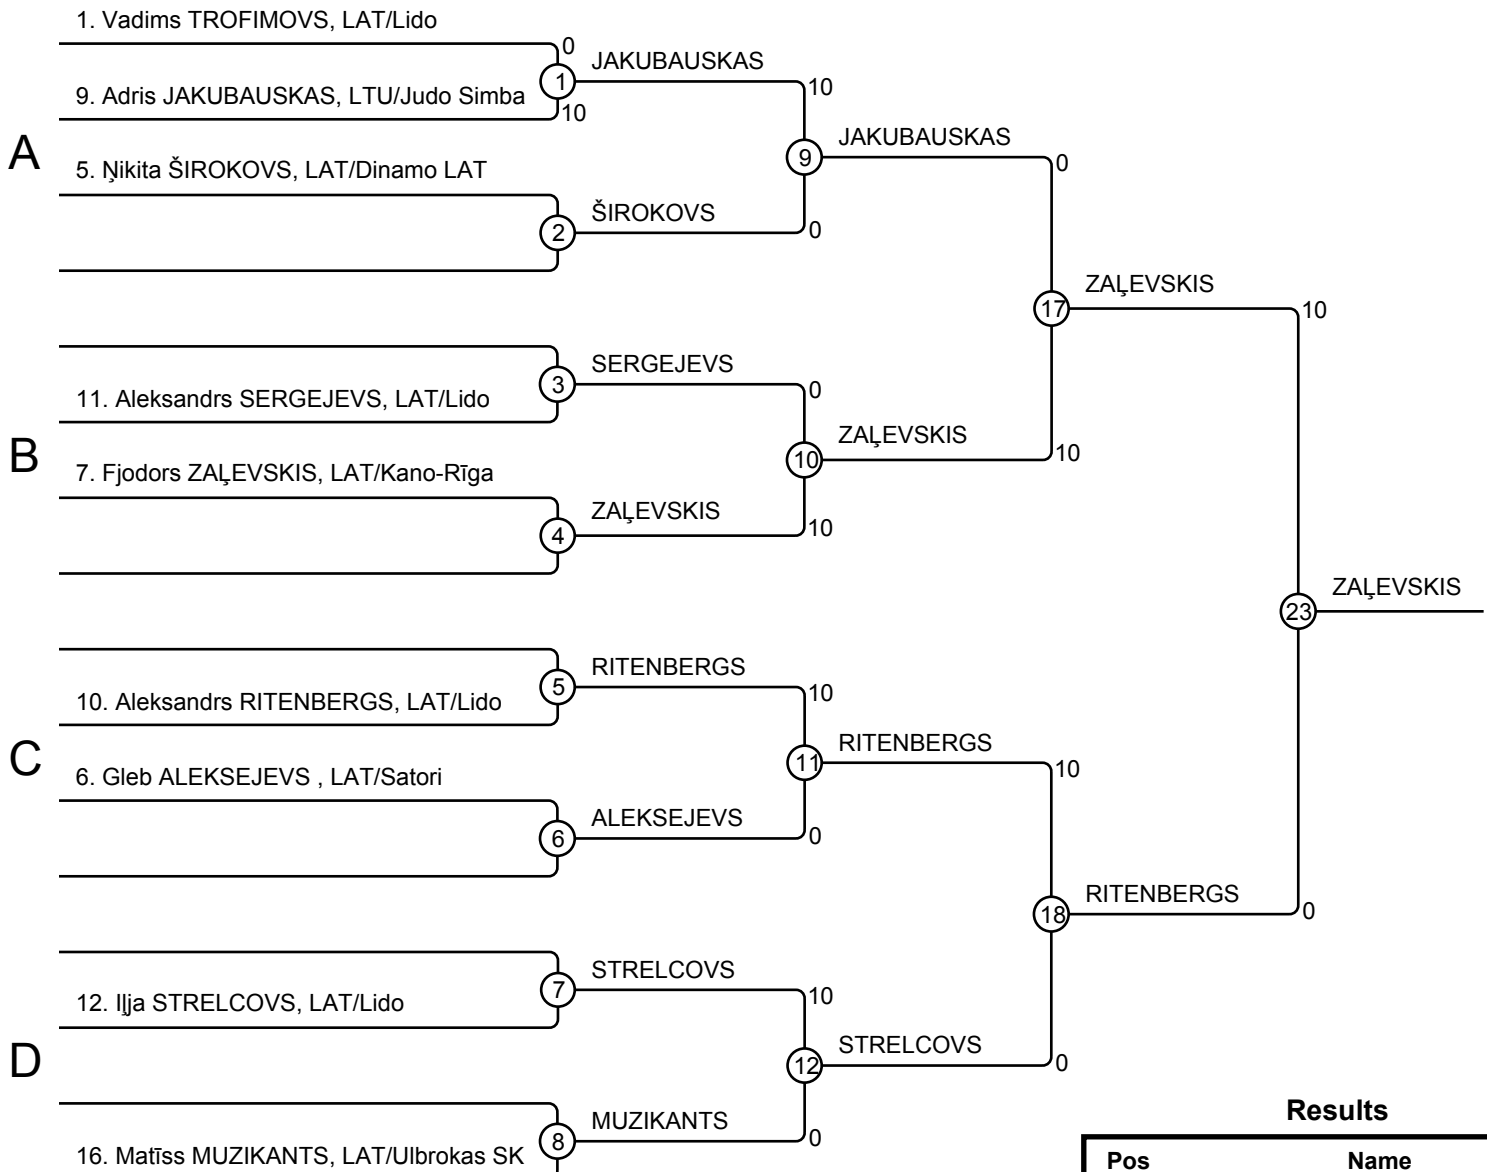 1. Vadims TROFIMOVS, LAT/Lido
0
JAKUBAUSKAS
1
10
9. Adris JAKUBAUSKAS, LTU/Judo Simba
10
A
JAKUBAUSKAS
9
0
5. Ņikita ŠIROKOVS, LAT/Dinamo LAT
ŠIROKOVS
2
0
ZAĻEVSKIS
17
10
SERGEJEVS
3
0
11. Aleksandrs SERGEJEVS, LAT/Lido
B
ZAĻEVSKIS
10
10
7. Fjodors ZAĻEVSKIS, LAT/Kano-Rīga
ZAĻEVSKIS
4
10
ZAĻEVSKIS
23
RITENBERGS
5
10
10. Aleksandrs RITENBERGS, LAT/Lido
C
RITENBERGS
11
10
6. Gleb ALEKSEJEVS , LAT/Satori
ALEKSEJEVS
6
0
RITENBERGS
18
0
STRELCOVS
7
10
12. Iļja STRELCOVS, LAT/Lido
D
STRELCOVS
12
0
MUZIKANTS
8
0
16. Matīss MUZIKANTS, LAT/Ulbrokas SK
Results
Pos Name